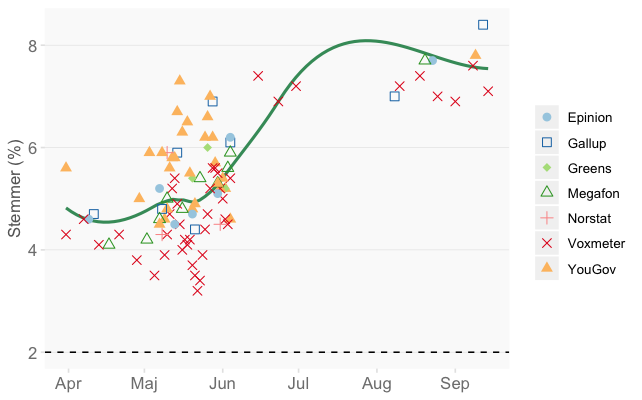 8
6
4
2
Stemmer (%)
Apr Maj Jun Jul Aug Sep
Epinion
Gallup
Greens
Megafon
Norstat
Voxmeter
YouGov